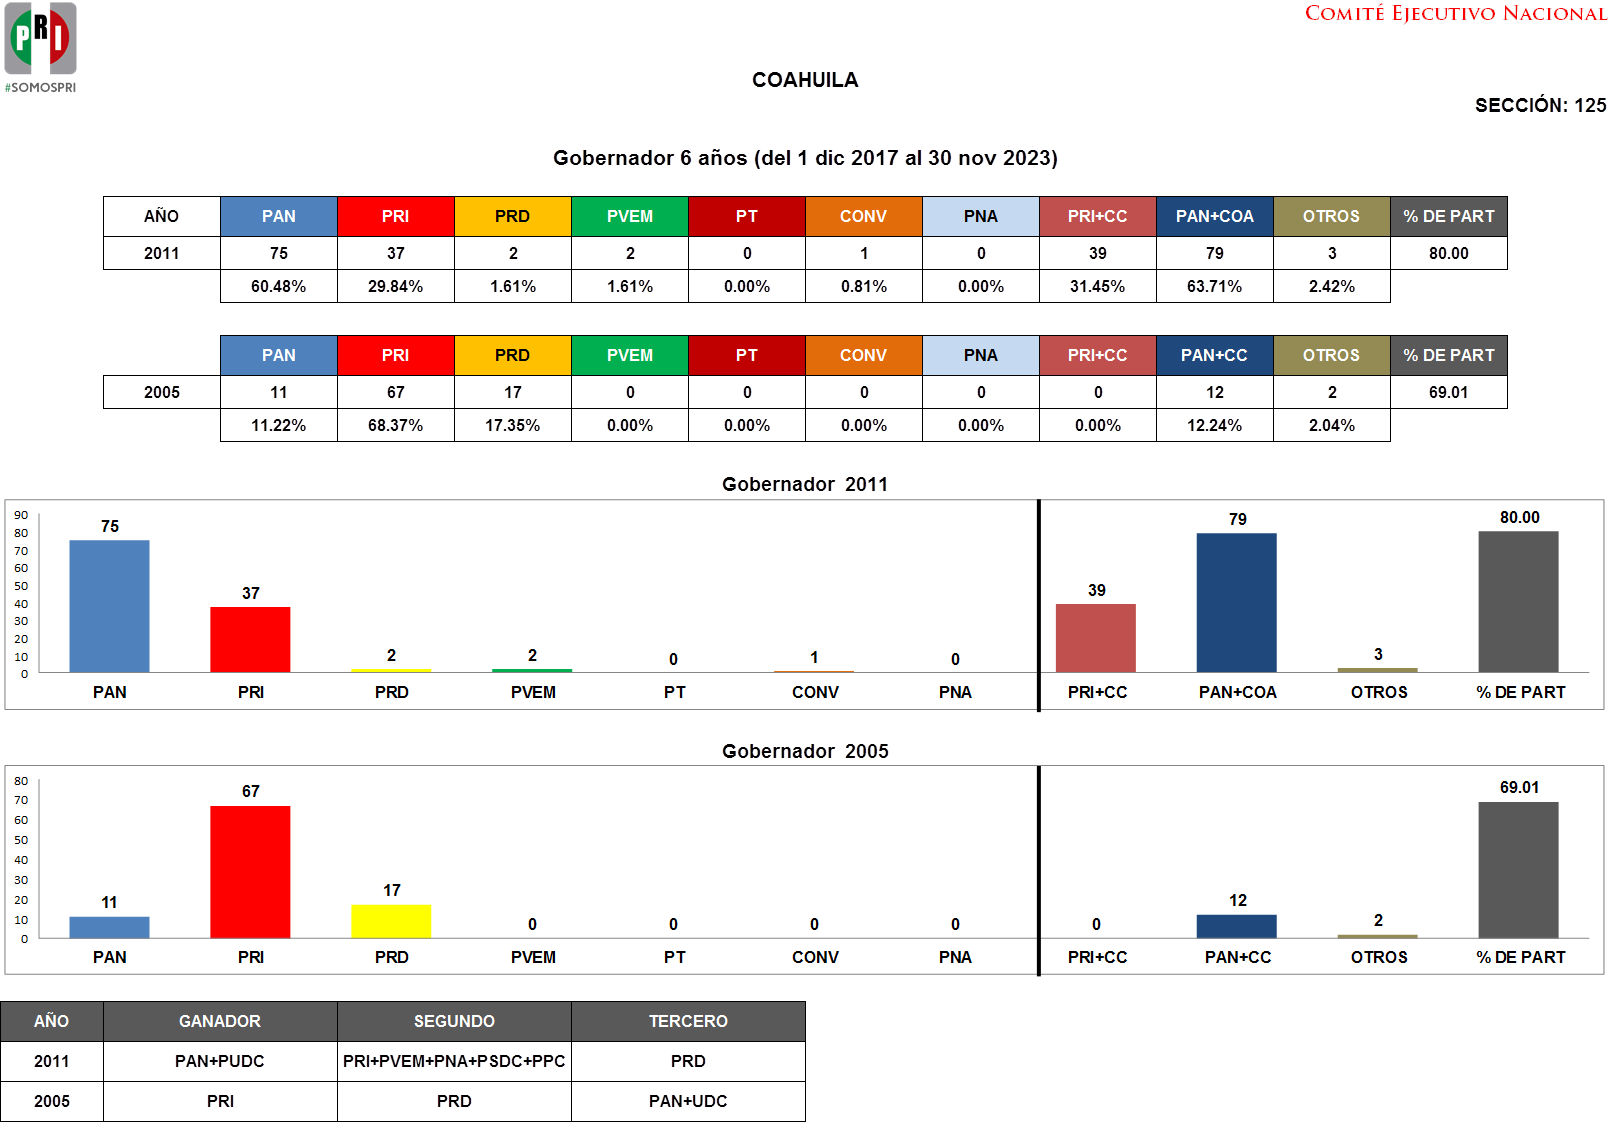 PRI
#SOMOSPRI
COMITÉ EJECUTIVO NACIONAL
COAHUILA
SECCIÓN: 125
Gobernador 6 años (del 1 dic 2017 al 30 nov 2023)
AÑO PAN PRI PRD PVEM PT CONV PNA PRI+CC PAN+COA OTROS % DE PART
2011 75 37 2 2 0 1 0 39 79 3 80.00
60.48% 29.84% 1.61% 1.61% 0.00% 0.81% 0.00% 31.45% 63.71% 2.42%
PAN PRI PRD PVEM PT CONV PNA PRI+CC PAN+CC OTROS % DE PART
2005 11 67 17 0 0 0 0 0 12 2 69.01
11.22% 68.37% 17.35% 0.00% 0.00% 0.00% 0.00% 0.00% 12.24% 2.04%
Gobernador 2011
90
80
70
60
50
40
30
20
10
0
75 37 2 2 0 1 0 39 79 3 80.00
PAN PRI PRD PVEM PT CONV PNA PRI+CC PAN+COA OTROS % DE PART
Gobernador 2005
80
70
60
50
40
30
20
10
0
11 67 17 0 0 0 0 0 12 2 69.01
PAN PRI PRD PVEM PT CONV PNA PRI+CC PAN+CC OTROS % DE PART
AÑO GANADOR SEGUNDO TERCERO
2011 PAN+PUDC PRI+PVEM+PNA+PSDC+PPC PRD
2005 PRI PRD PAN+UDC